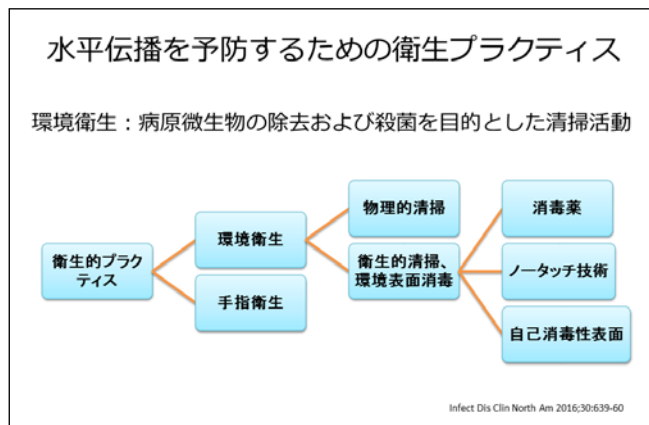 水平伝播を予防するための衛生プラクティス
環境衛生：病原微生物の除去および殺菌を目的とした清掃活動
衛生的プラク
ティス
環境衛生
手指衛生
物理的清掃
衛生的清掃、
環境表面消毒
消毒薬
ノータッチ技術
自己消毒性表面
Infect Dis Clin North Am 2016;30:639-60